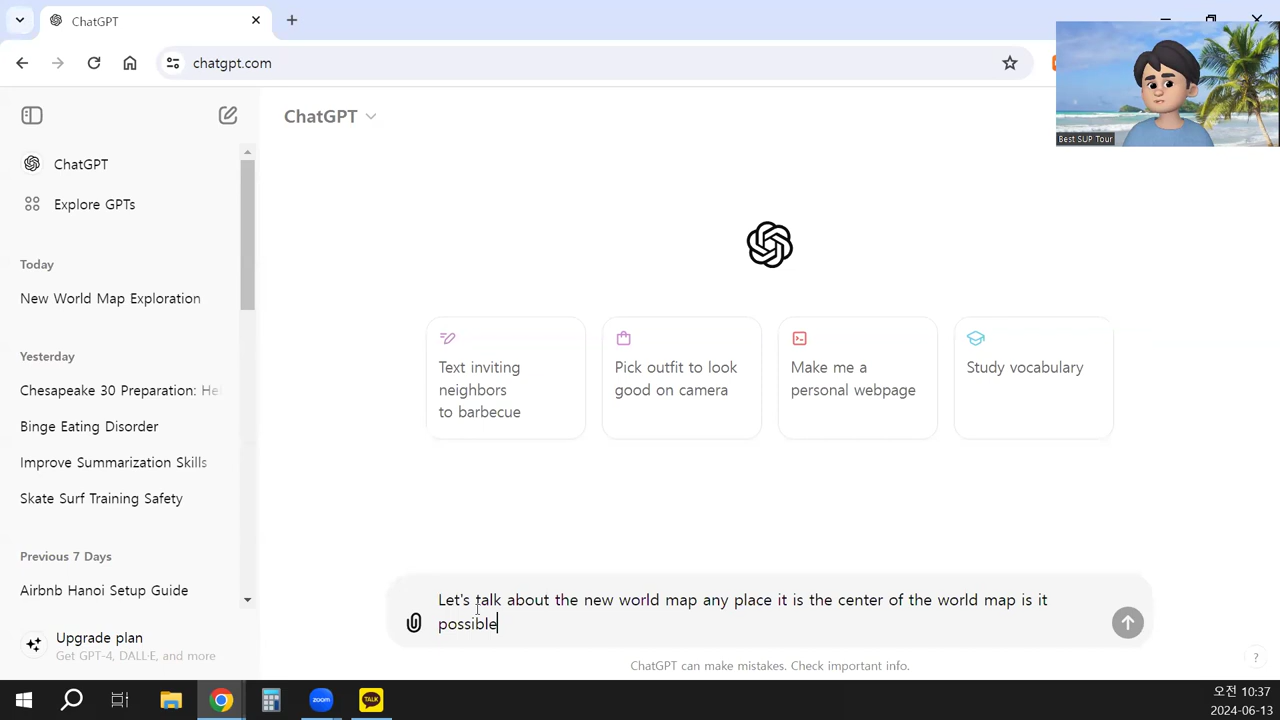 ChatGPT
chatgpt.com
Best SUP Tour
ChatGPT
ChatGPT
Explore GPTs
Today
New World Map Exploration
Yesterday
Chesapeake 30 Preparation: He
Binge Eating Disorder
Improve Summarization Skills
Skate Surf Training Safety
Previous 7 Days
Airbnb Hanoi Setup Guide
Upgrade plan
Get GPT-4, DALL·E, and more
Text inviting
neighbors
to barbecue
Pick outfit to look
good on camera
Make me a
personal webpage
Study vocabulary
Let's talk about the new world map any place it is the center of the world map is it
possible
ChatGPT can make mistakes. Check important info.
?
zoom
TALK
오전 10:37
2024-06-13